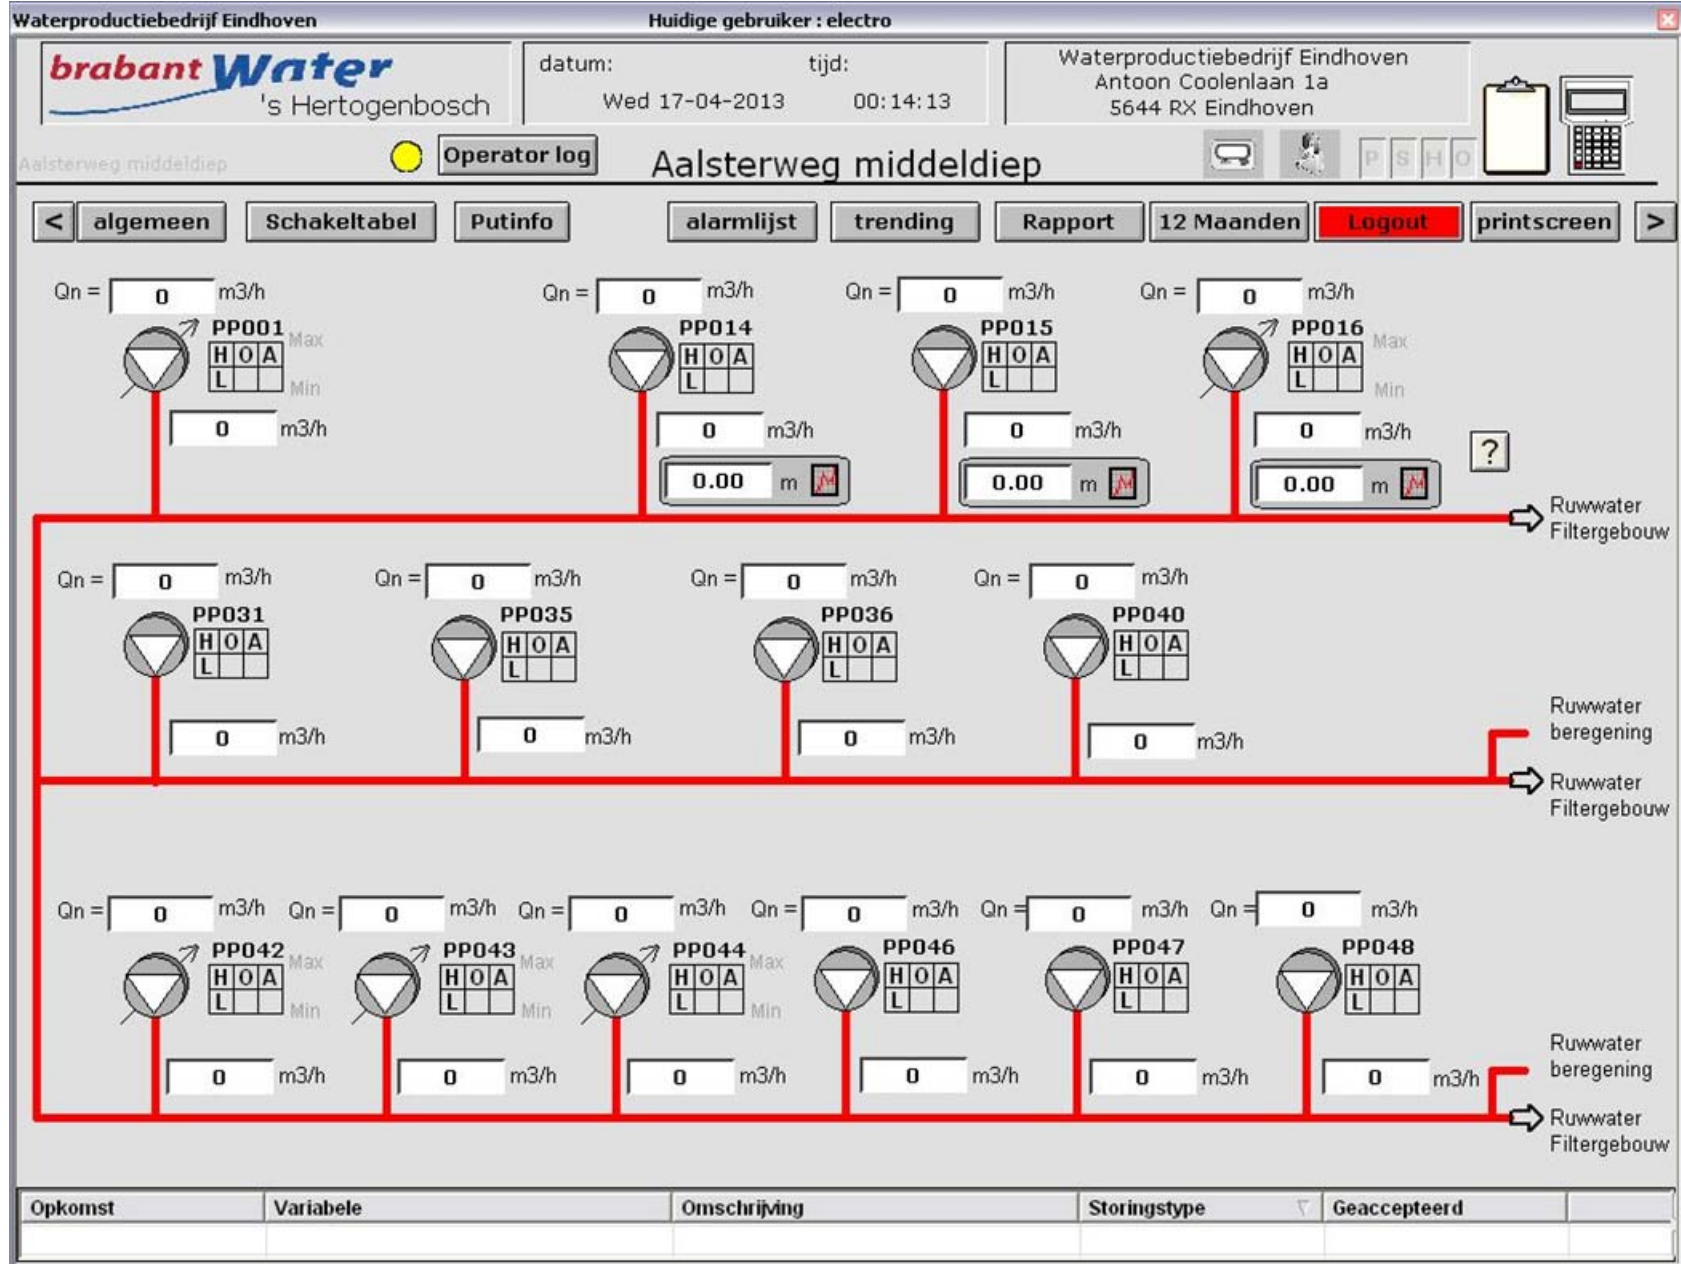 Waterproductiebedrijf Eindhoven Huidige gebruiker : electro
brabant Water
's Hertogenbosch
datum: tijd:
Wed 17-04-2013 00:14:13
Waterproductiebedrijf Eindhoven
Antoon Coolenlaan 1a
5644 RX Eindhoven
Aalsterweg middeldiep
Operator log
Aalsterweg middeldiep
P S H O
< algemeen Schakeltabel Putinfo alarmlijst trending Rapport 12 Maanden Logout printscreen >
Qn = 0 m3/h Qn = 0 m3/h Qn = 0 m3/h Qn = 0 m3/h
PP001 PP014 PP015 PP016
Max Max
H O A H O A H O A H O A
L L L L
Min Min
0 m3/h 0 m3/h 0 m3/h 0 m3/h
?
0.00 m 0.00 m 0.00 m
Ruwwater
Filtergebouw
Qn = 0 m3/h Qn = 0 m3/h Qn = 0 m3/h Qn = 0 m3/h
PP031 PP035 PP036 PP040
H O A H O A H O A H O A
L L L L
0 m3/h 0 m3/h 0 m3/h 0 m3/h
Ruwwater
beregening
Ruwwater
Filtergebouw
Qn = 0 m3/h Qn = 0 m3/h Qn = 0 m3/h Qn = 0 m3/h Qn = 0 m3/h Qn = 0 m3/h
PP042 PP043 PP044 PP046 PP047 PP048
Max Max Max
H O A H O A H O A H O A H O A H O A
L L L L L L
Min Min Min
0 m3/h 0 m3/h 0 m3/h 0 m3/h 0 m3/h 0 m3/h
Ruwwater
beregening
Ruwwater
Filtergebouw
Opkomst Variabele Omschrijving Storingstype Geaccepteerd